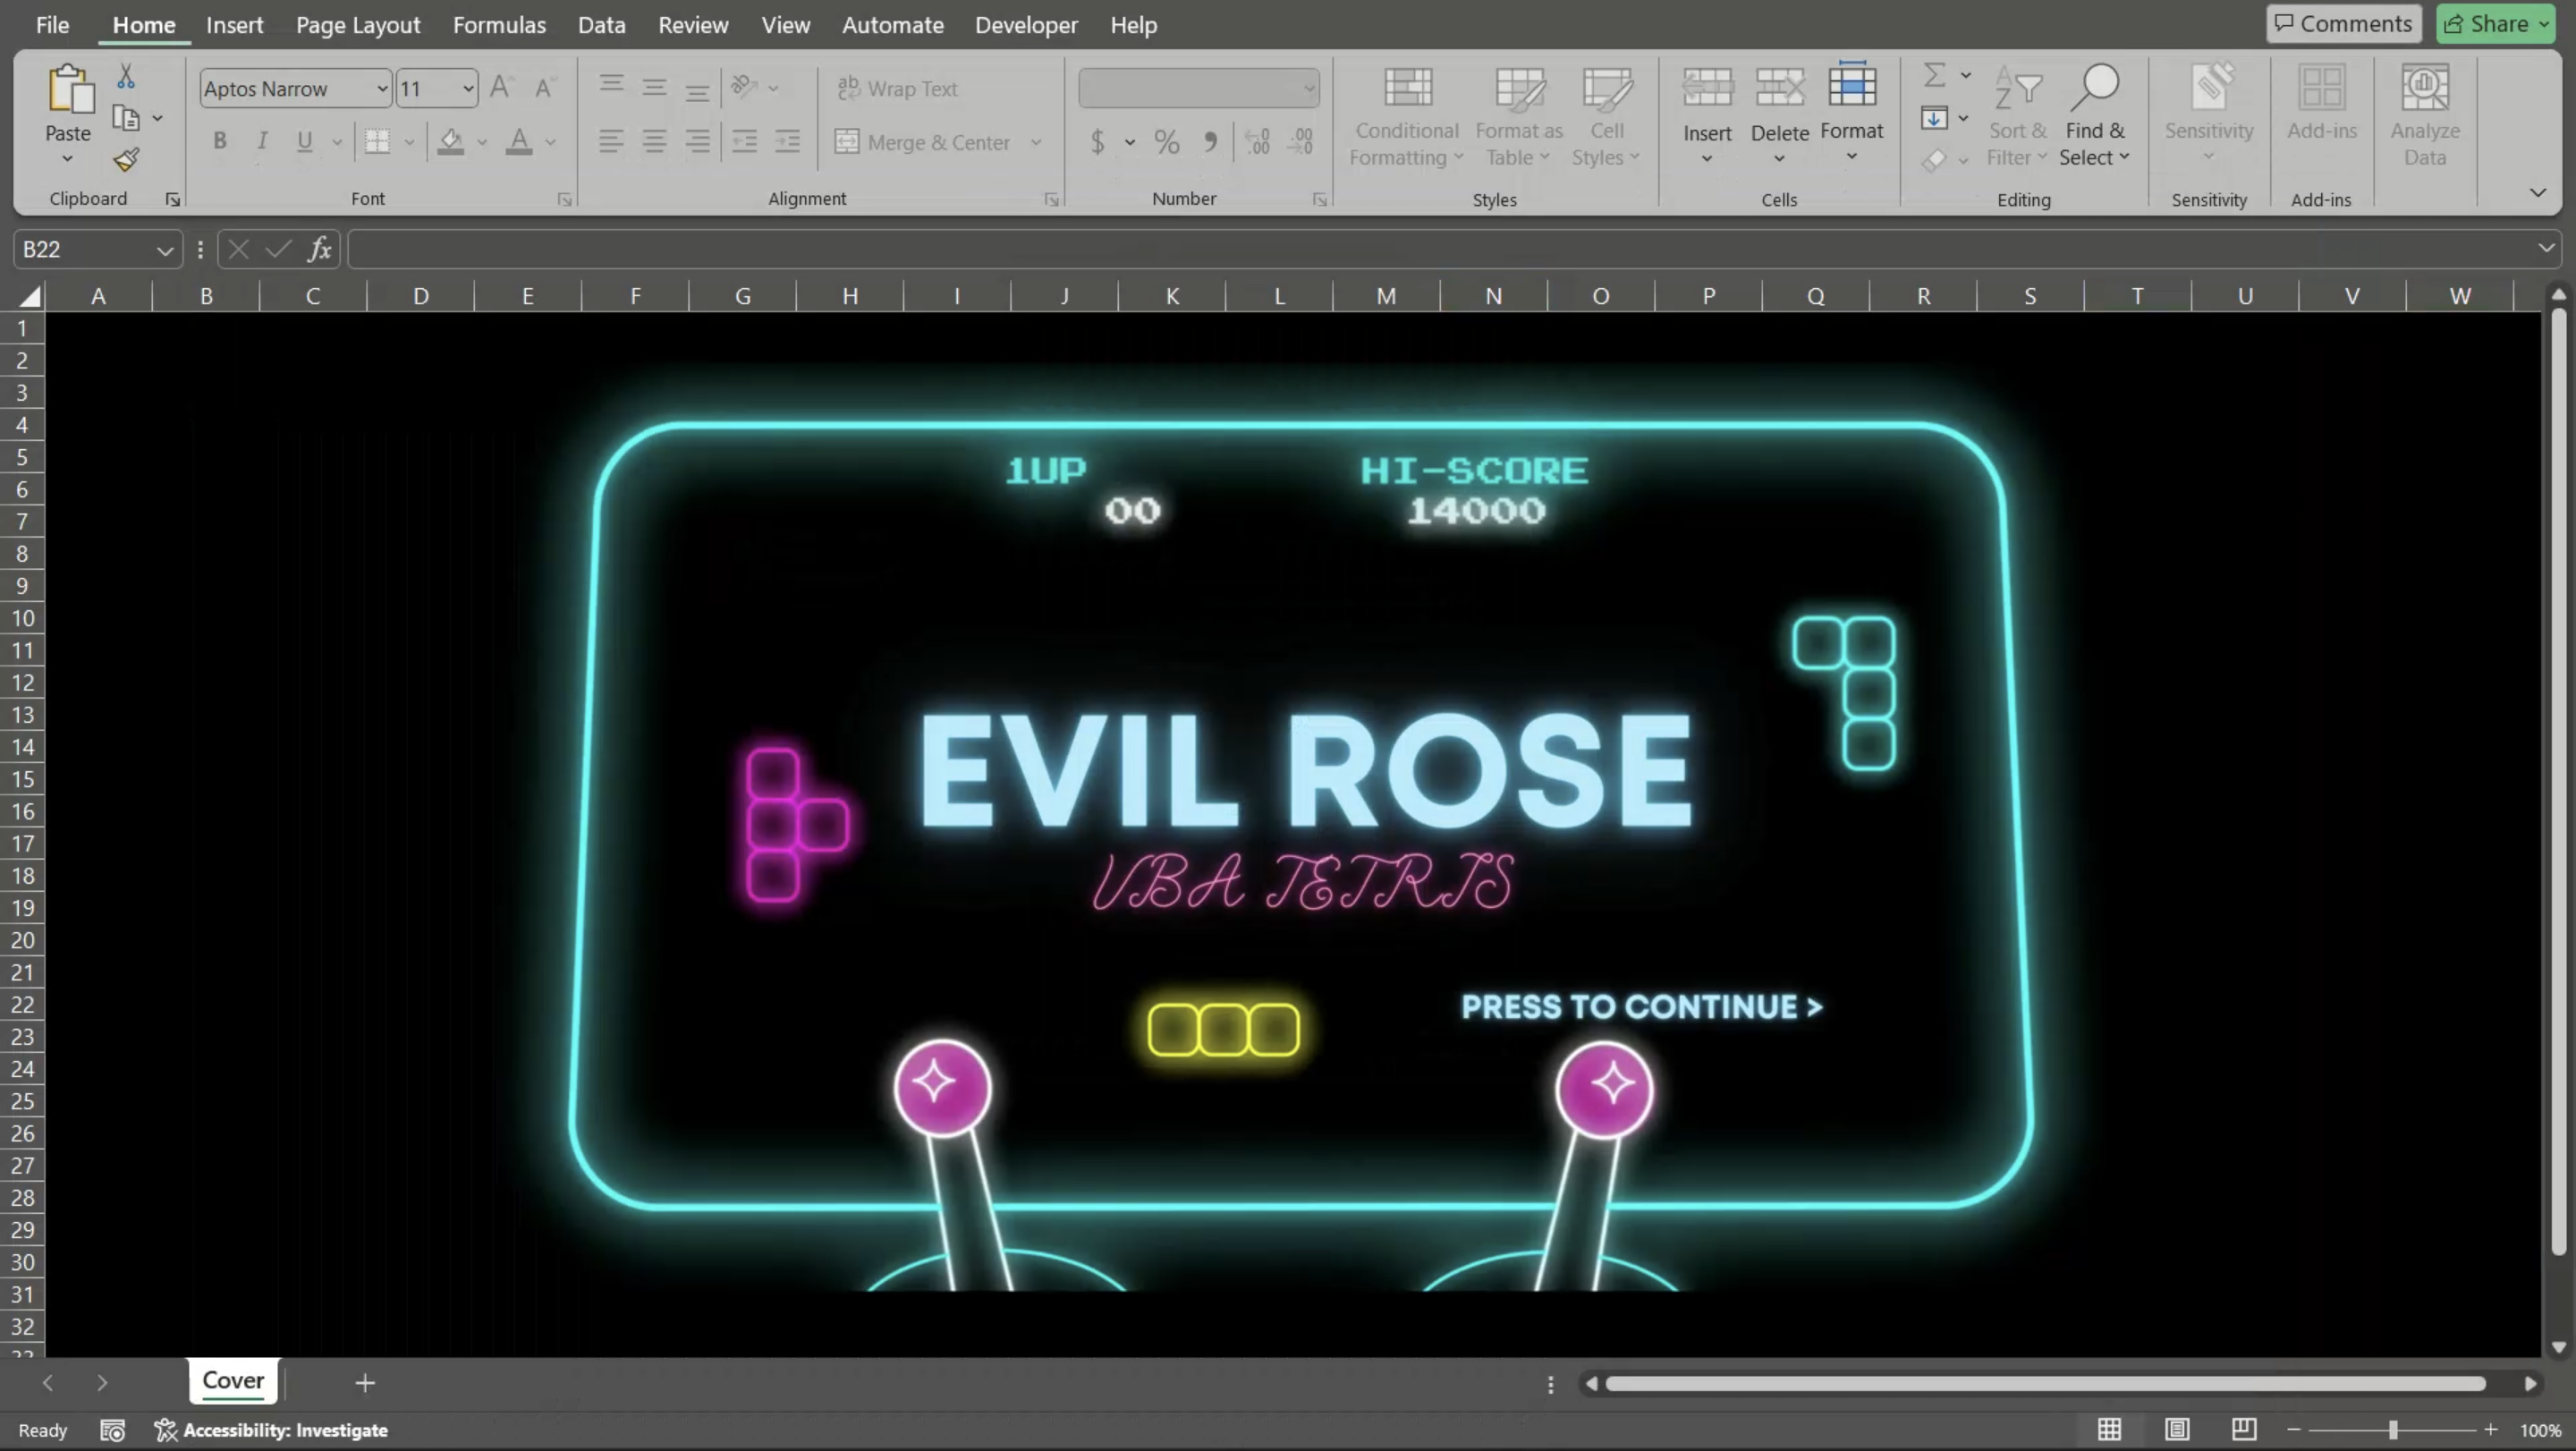 File Home Insert Page Layout Formulas Data Review View Automate Developer Help Comments Share
Paste
Clipboard
Aptos Narrow 11 A A
B I U A
Font
ab Wrap Text
Merge & Center
Alignment
$ % 9 .00 .00
Number
Conditional Formatting
Format as Table
Cell Styles
Styles
Insert
Delete
Format
Cells
Sort & Filter
Find & Select
Editing
Sensitivity
Sensitivity
Add-ins
Add-ins
Analyze Data
B22 fx
A B C D E F G H I J K L M N O P Q R S T U V W
1
2
3
4
5
6
7
8
9
10
11
12
13
14
15
16
17
18
19
20
21
22
23
24
25
26
27
28
29
30
31
32
1UP HI-SCORE
00 14000
EVIL ROSE
VBA TETRIS
PRESS TO CONTINUE >
Cover +
Ready Accessibility: Investigate 100%